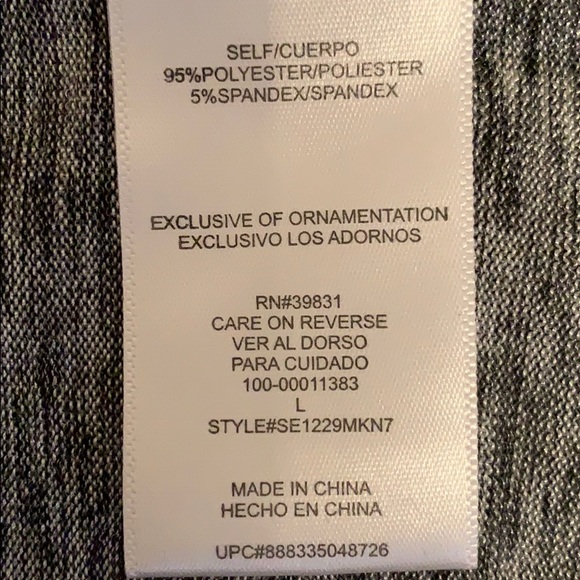 SELF/CUERPO
95%POLYESTER/POLIESTER
5%SPANDEX/SPANDEX
EXCLUSIVE OF ORNAMENTATION
EXCLUSIVO LOS ADORNOS
RN#39831
CARE ON REVERSE
VER AL DORSO
PARA CUIDADO
100-00011383
L
STYLE#SE1229MKN7
MADE IN CHINA
HECHO EN CHINA
UPC#888335048726